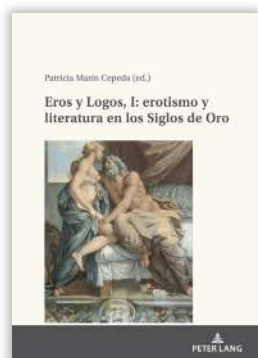 Patricia Marín Cepeda (ed.)
Eros y Logos, I: erotismo y
literatura en los Siglos de Oro
PETER LANG